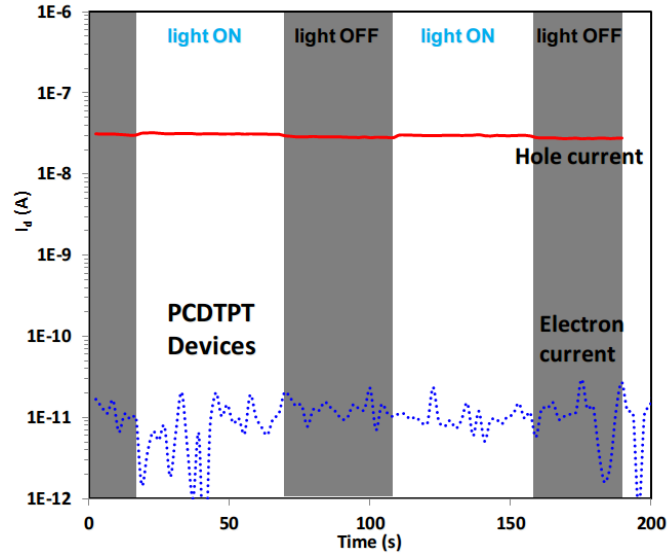 1E-6
light ON
light OFF
light ON
light OFF
1E-7
Hole current
1E-8
I_d (A)
1E-9
1E-10
PCDTPT
Devices
Electron
current
1E-11
1E-12
0
50
100
150
200
Time (s)